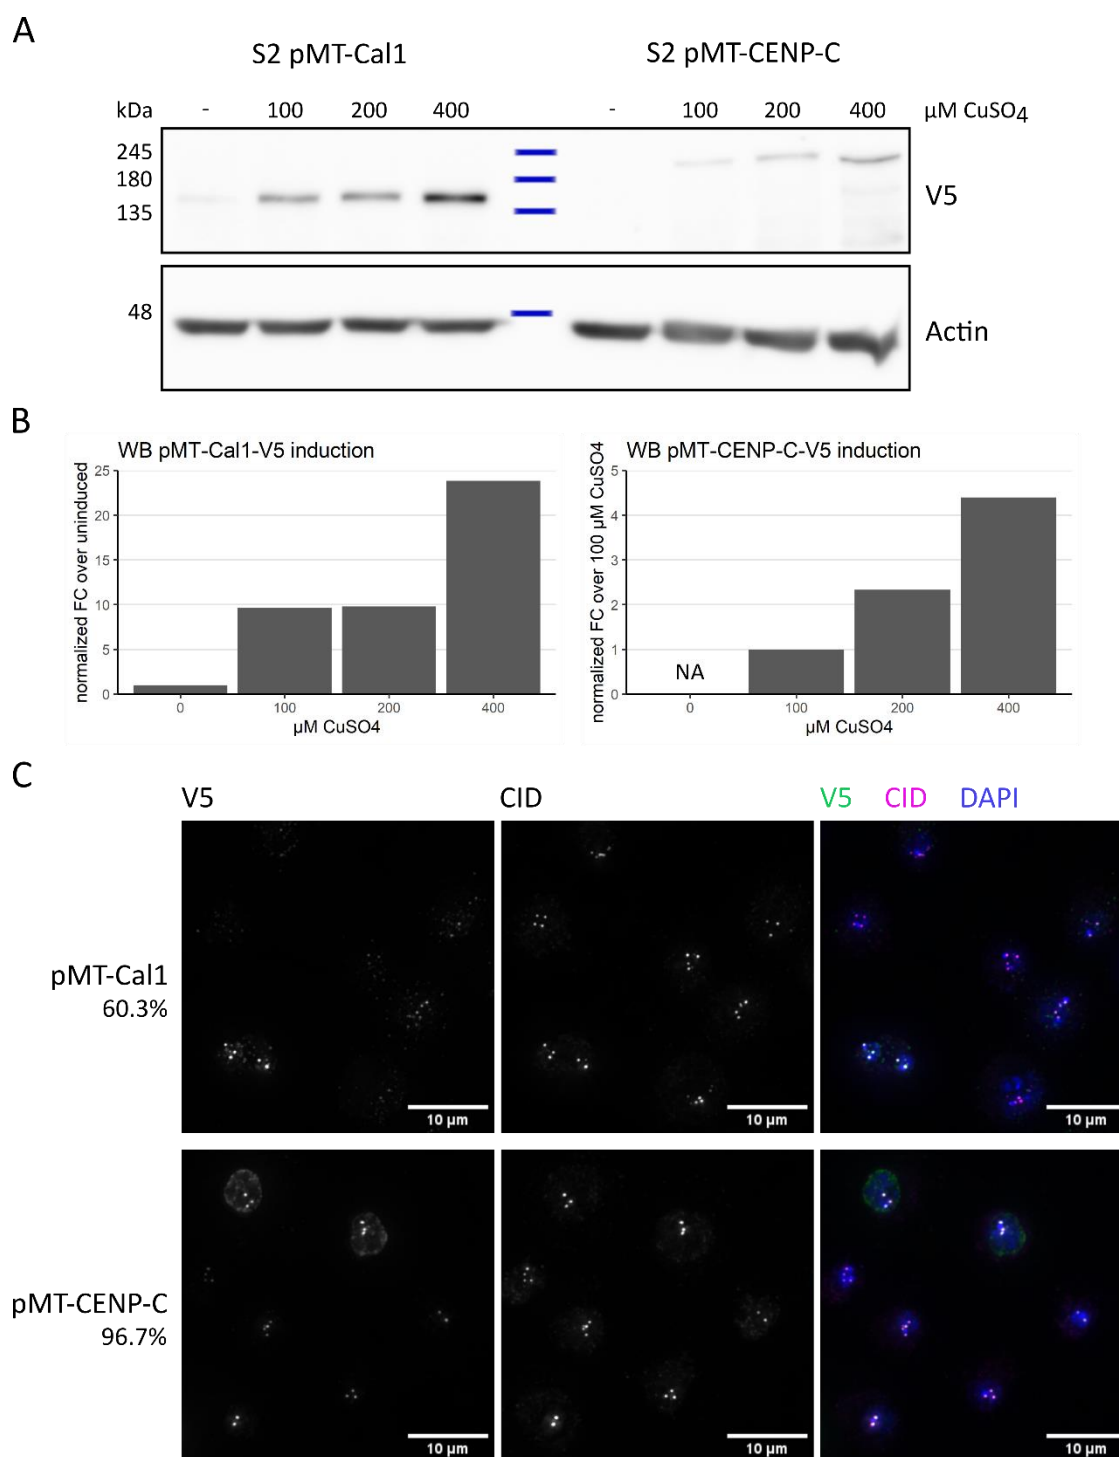 A
S2 pMT-Cal1
S2 pMT-CENP-C
kDa - 100 200 400 - 100 200 400 µM CuSO4
245
180
135
V5
48
Actin
B
WB pMT-Cal1-V5 induction
normalized FC over uninduced
25
20
15
10
5
0
0 100 200 400
µM CuSO4
WB pMT-CENP-C-V5 induction
normalized FC over 100 µM CuSO4
5
4
3
2
1
0
NA
0 100 200 400
µM CuSO4
C
V5 CID V5 CID DAPI
pMT-Cal1
60.3%
10 µm 10 µm 10 µm
pMT-CENP-C
96.7%
10 µm 10 µm 10 µm